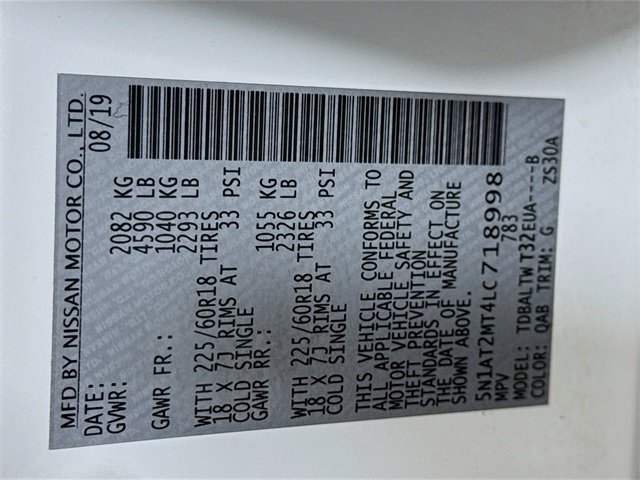 MFD BY NISSAN MOTOR CO., LTD.
DATE: 08/19
GVWR: 2082 KG
4590 LB
GAWR FR.: 1040 KG
2293 LB
WITH 225/60R18 TIRES
18 X 7J RIMS AT 33 PSI
COLD SINGLE
GAWR RR.: 1055 KG
2326 LB
WITH 225/60R18 TIRES
18 X 7J RIMS AT 33 PSI
COLD SINGLE
THIS VEHICLE CONFORMS TO
ALL APPLICABLE FEDERAL
MOTOR VEHICLE SAFETY AND
THEFT PREVENTION
STANDARDS IN EFFECT ON
THE DATE OF MANUFACTURE
SHOWN ABOVE.
5N1AT2MT4LC718998
MPV 783
MODEL: TDBALTWT32EUA----B
COLOR: QAB TRIM: G ZS30A